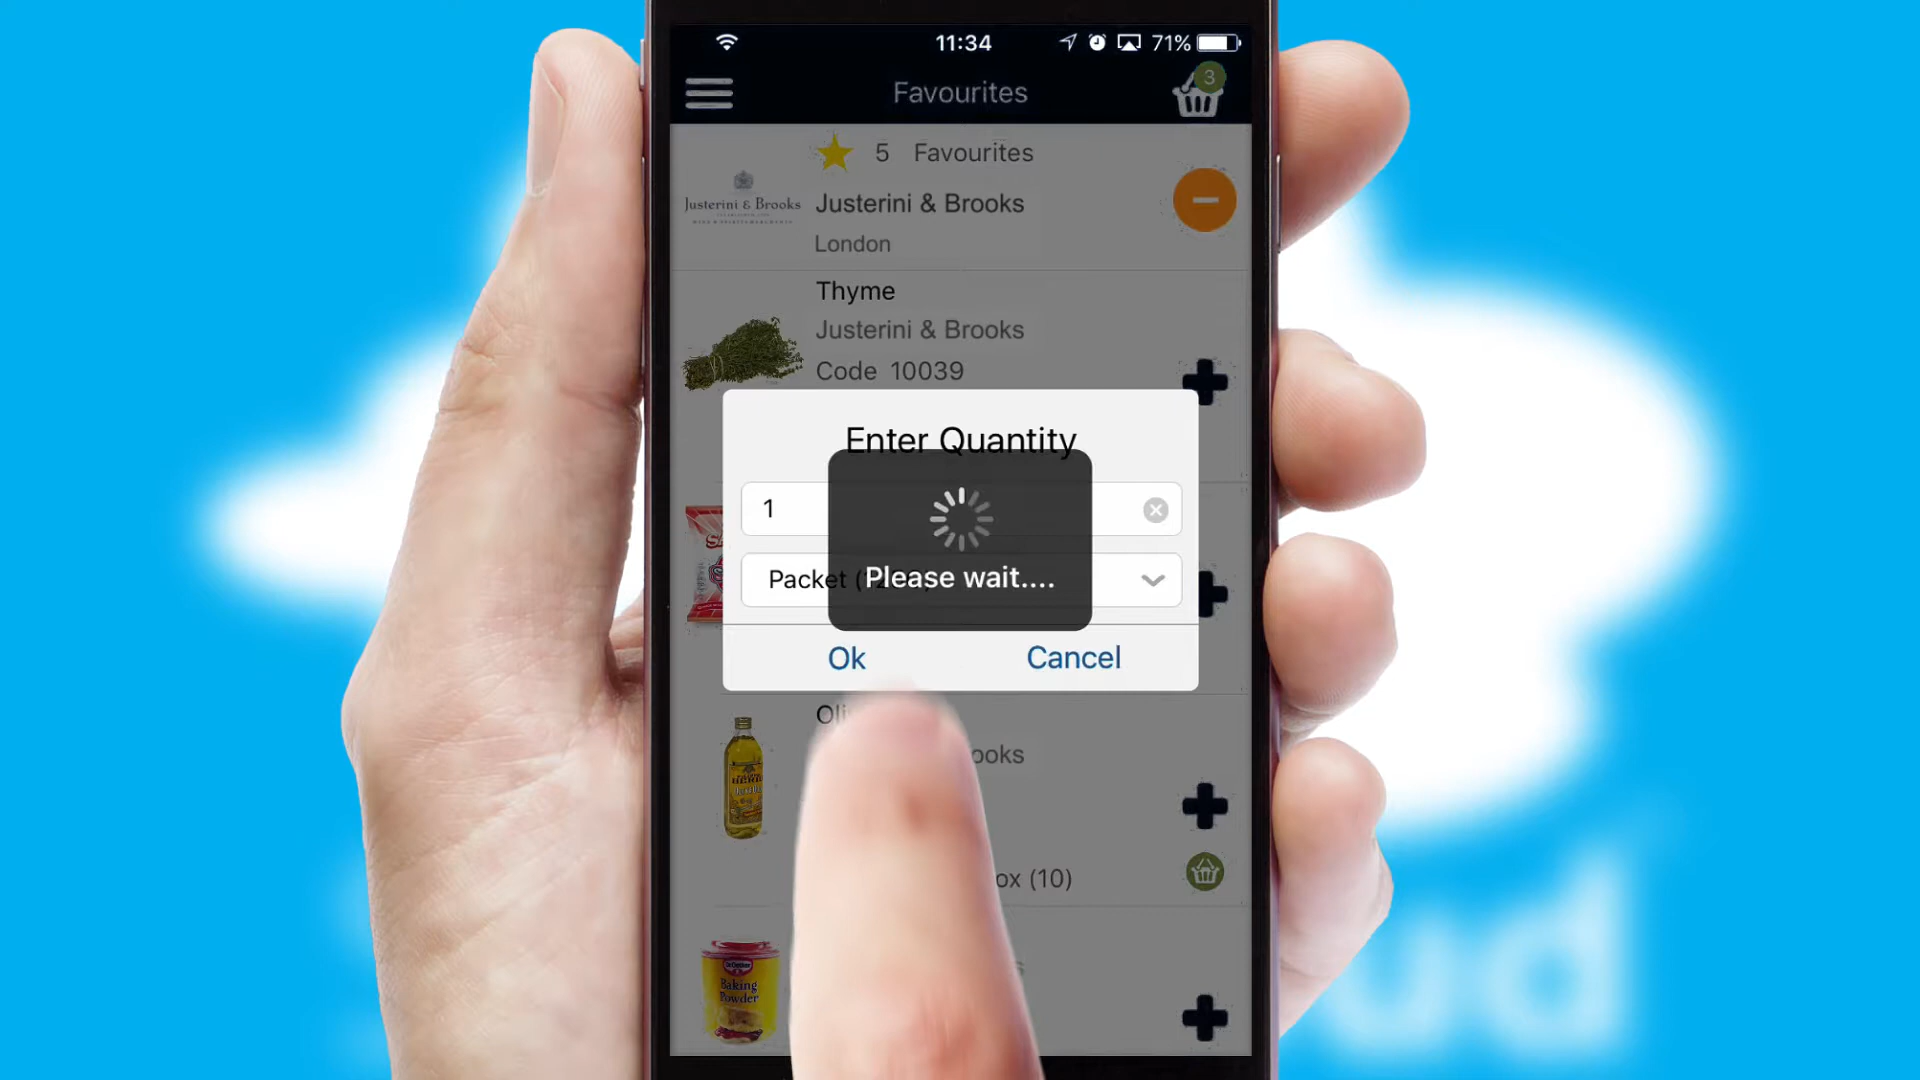 11:34
71%
Favourites
3
5 Favourites
Justerini & Brooks
Justerini & Brooks
London
Thyme
Justerini & Brooks
Code 10039
Enter Quantity
1
Packet
Please wait....
Ok
Cancel
ox (10)
Baking
Powder
ud